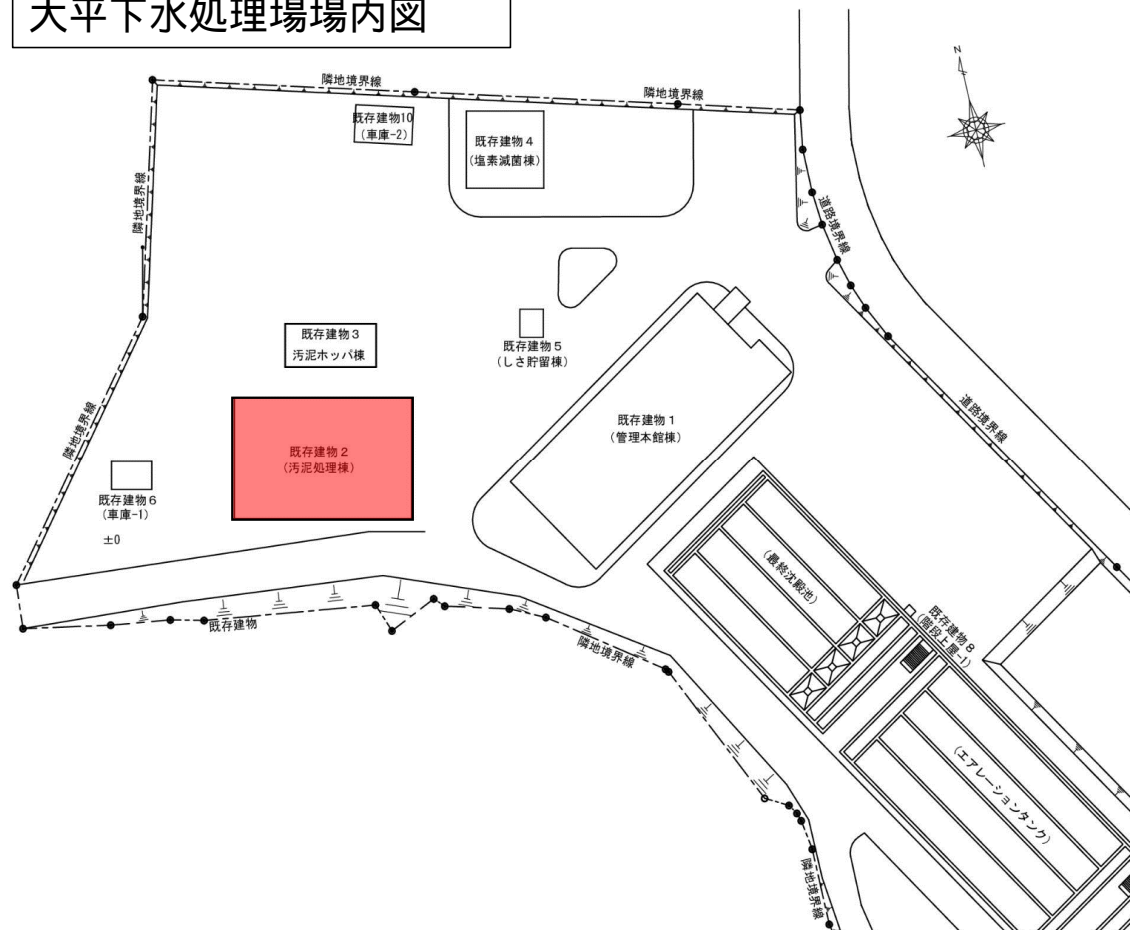 大平下水処理場場内図
N
隣地境界線
隣地境界線
既存建物10
(車庫-2)
既存建物4
(塩素減菌棟)
隣地境界線
道路境界線
既存建物3
汚泥ホッパ棟
既存建物5
(しさ貯留棟)
既存建物1
(管理本館棟)
道路境界線
隣地境界線
既存建物2
(汚泥処理棟)
既存建物6
(車庫-1)
±0
(最終沈殿池)
既存建物8
(階段上屋-1)
既存建物
隣地境界線
(エアレーションタンク)
隣地境界線